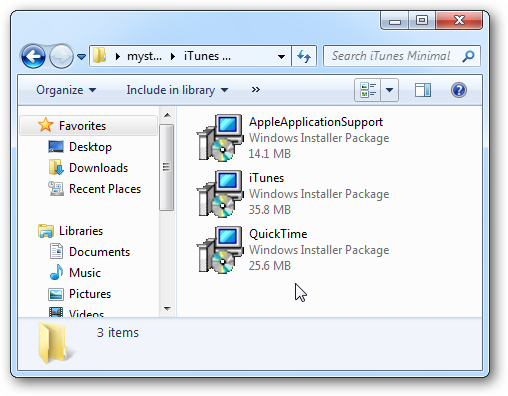 myst... iTunes ... Search iTunes Minimal
Organize Include in library »
Favorites
Desktop
Downloads
Recent Places
Libraries
Documents
Music
Pictures
Videos
AppleApplicationSupport
Windows Installer Package
14.1 MB
iTunes
Windows Installer Package
35.8 MB
QuickTime
Windows Installer Package
25.6 MB
3 items